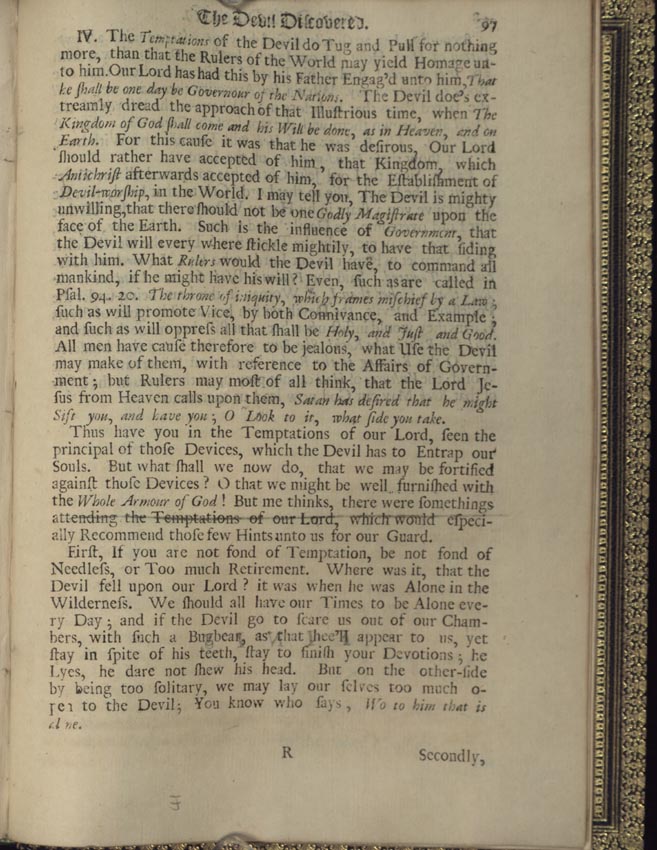 The Devil Diſcovered.
97
IV. The Temptations of the Devil do Tug and Pull for nothing
more, than that the Rulers of the World may yield Homage un-
to him. Our Lord has had this by his Father Engag'd unto him, That
he ſhall be one day be Governour of the Nations. The Devil doe's ex-
treamly dread the approach of that Illuſtrious time, when The
Kingdom of God ſhall come and his Will be done, as in Heaven, and on
Earth. For this cauſe it was that he was deſirous, Our Lord
ſhould rather have accepted of him, that Kingdom, which
Antichriſt afterwards accepted of him, for the Eſtabliſhment of
Devil-worſhip, in the World. I may tell you, The Devil is mighty
unwilling, that there ſhould not be one Godly Magiſtrate upon the
face of the Earth. Such is the influence of Government, that
the Devil will every where ſtickle mightily, to have that ſiding
with him. What Rulers would the Devil have, to command all
mankind, if he might have his will? Even, ſuch as are called in
Pſal. 94. 20. The throne of iniquity, which frames miſchief by a Law;
ſuch as will promote Vice, by both Connivance, and Example;
and ſuch as will oppreſs all that ſhall be Holy, and Juſt and Good.
All men have cauſe therefore to be jealons, what Uſe the Devil
may make of them, with reference to the Affairs of Govern-
ment; but Rulers may moſt of all think, that the Lord Je-
ſus from Heaven calls upon them, Satan has deſired that he might
Sift you, and have you; O Look to it, what ſide you take.
Thus have you in the Temptations of our Lord, ſeen the
principal of thoſe Devices, which the Devil has to Entrap our
Souls. But what ſhall we now do, that we may be fortified
againſt thoſe Devices? O that we might be well furniſhed with
the Whole Armour of God! But me thinks, there were ſomethings
attending the Temptations of our Lord, which would eſpeci-
ally Recommend thoſe few Hints unto us for our Guard.
Firſt, If you are not fond of Temptation, be not fond of
Needleſs, or Too much Retirement. Where was it, that the
Devil fell upon our Lord? it was when he was Alone in the
Wilderneſs. We ſhould all have our Times to be Alone eve-
ry Day; and if the Devil go to ſcare us out of our Cham-
bers, with ſuch a Bugbear, as that hee'll appear to us, yet
ſtay in ſpite of his teeth, ſtay to finiſh your Devotions; he
Lyes, he dare not ſhew his head. But on the other-ſide
by being too ſolitary, we may lay our ſelves too much o-
pen to the Devil; You know who ſays, Wo to him that is
alone.
R
Secondly,